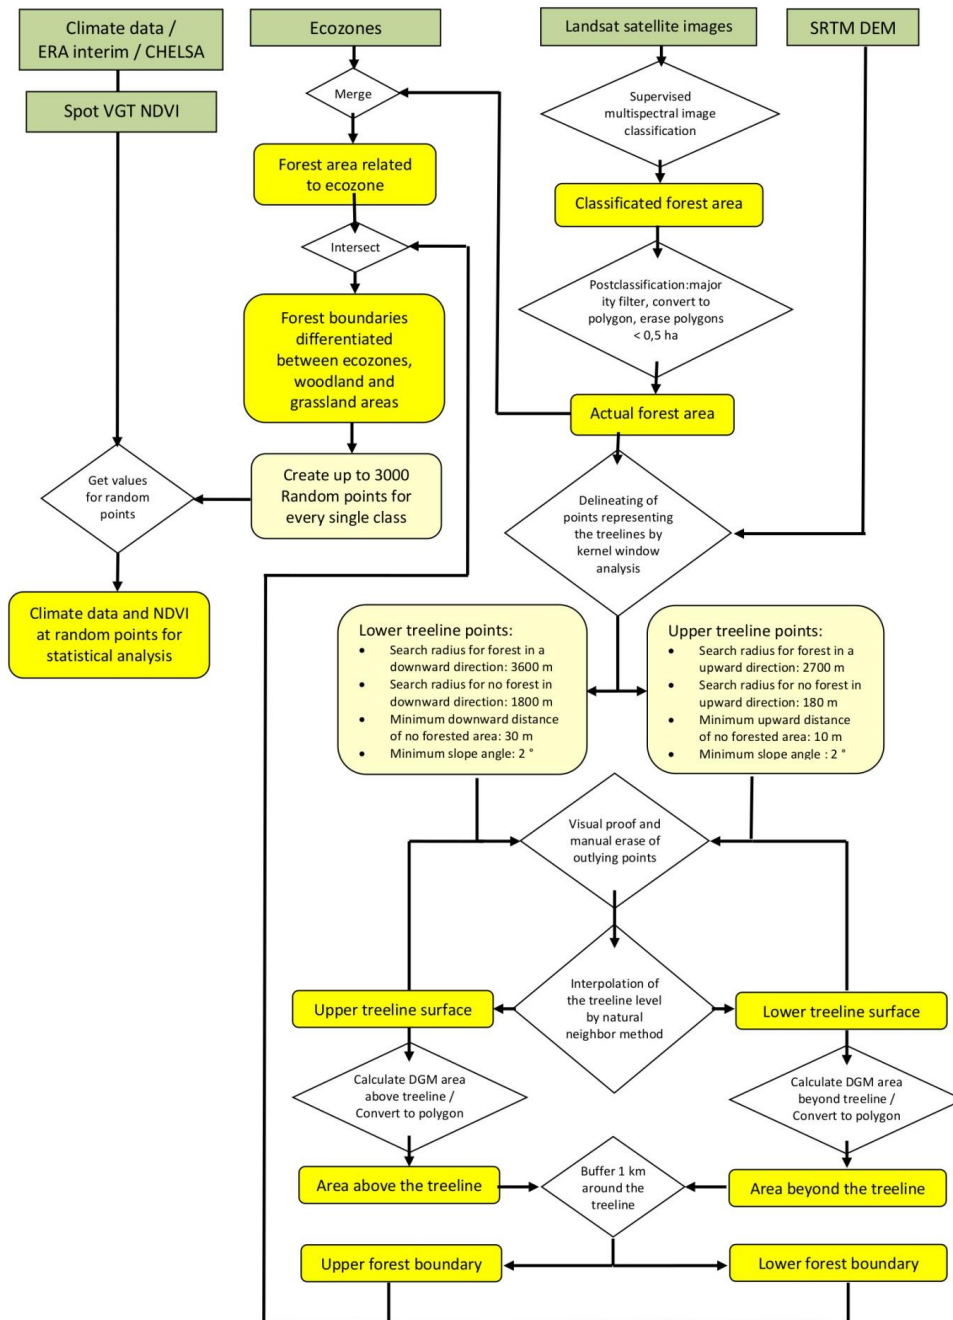 Climate data /
ERA interim / CHELSA
Ecozones
Landsat satellite images
SRTM DEM
Spot VGT NDVI
Merge
Supervised
multispectral image
classification
Forest area related
to ecozone
Classificated forest area
Intersect
Postclassification:major
ity filter, convert to
polygon, erase polygons
< 0,5 ha
Forest boundaries
differentiated
between ecozones,
woodland and
grassland areas
Actual forest area
Get values
for random
points
Create up to 3000
Random points for
every single class
Delineating of
points representing
the treelines by
kernel window
analysis
Climate data and NDVI
at random points for
statistical analysis
Lower treeline points:
• Search radius for forest in a
downward direction: 3600 m
• Search radius for no forest in
downward direction: 1800 m
• Minimum downward distance
of no forested area: 30 m
• Minimum slope angle: 2 °
Upper treeline points:
• Search radius for forest in a
upward direction: 2700 m
• Search radius for no forest in
upward direction: 180 m
• Minimum upward distance
of no forested area: 10 m
• Minimum slope angle : 2 °
Visual proof and
manual erase of
outlying points
Interpolation of
the treeline level
by natural
neighbor method
Upper treeline surface
Lower treeline surface
Calculate DGM area
above treeline /
Convert to polygon
Calculate DGM area
beyond treeline /
Convert to polygon
Buffer 1 km
around the
treeline
Area above the treeline
Area beyond the treeline
Upper forest boundary
Lower forest boundary